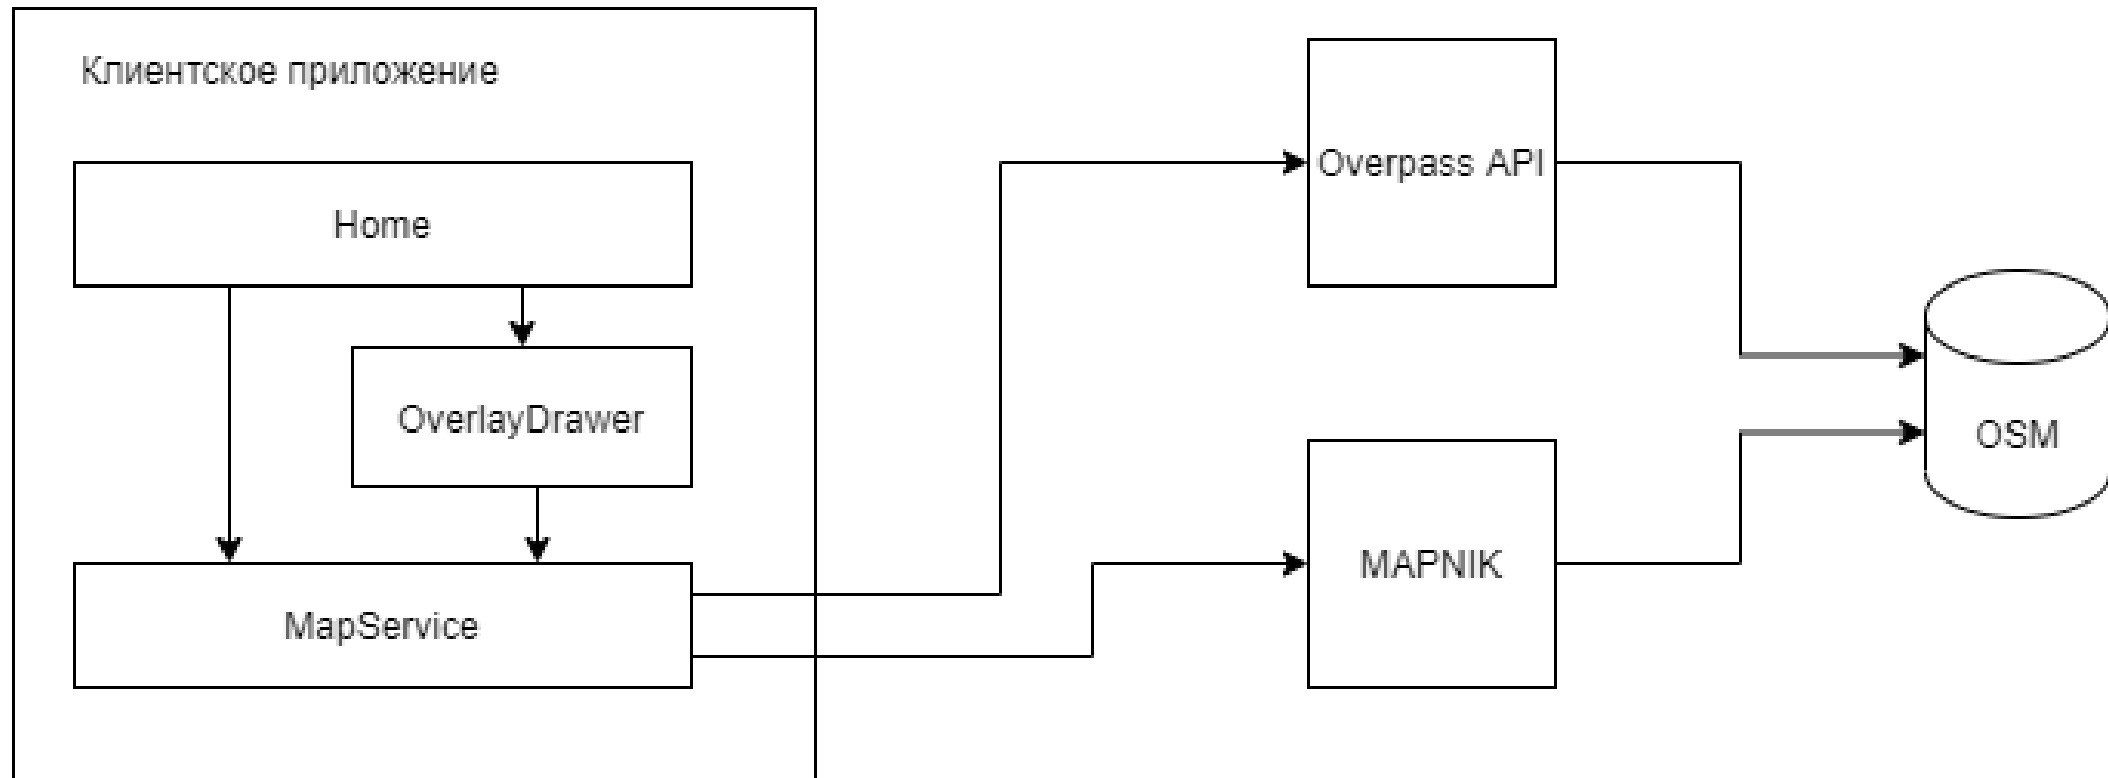 Клиентское приложение
Home
OverlayDrawer
MapService
Overpass API
MAPNIK
OSM